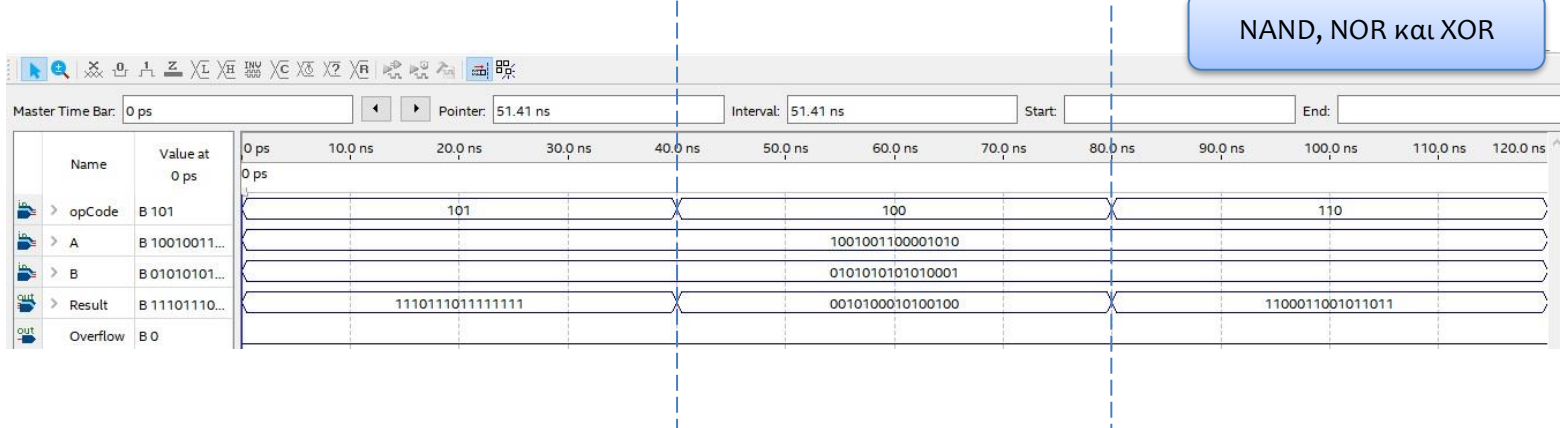 NAND, NOR και XOR
Master Time Bar: 0 ps Pointer: 51.41 ns Interval: 51.41 ns Start: End:
Name Value at 0 ps
0 ps 10.0 ns 20.0 ns 30.0 ns 40.0 ns 50.0 ns 60.0 ns 70.0 ns 80.0 ns 90.0 ns 100.0 ns 110.0 ns 120.0 ns
0 ps
opCode B 101 101 100 110
A B 10010011... 1001001100001010
B B 01010101... 0101010101010001
Result B 11101110... 1110111011111111 0010100010100100 1100011001011011
Overflow B 0